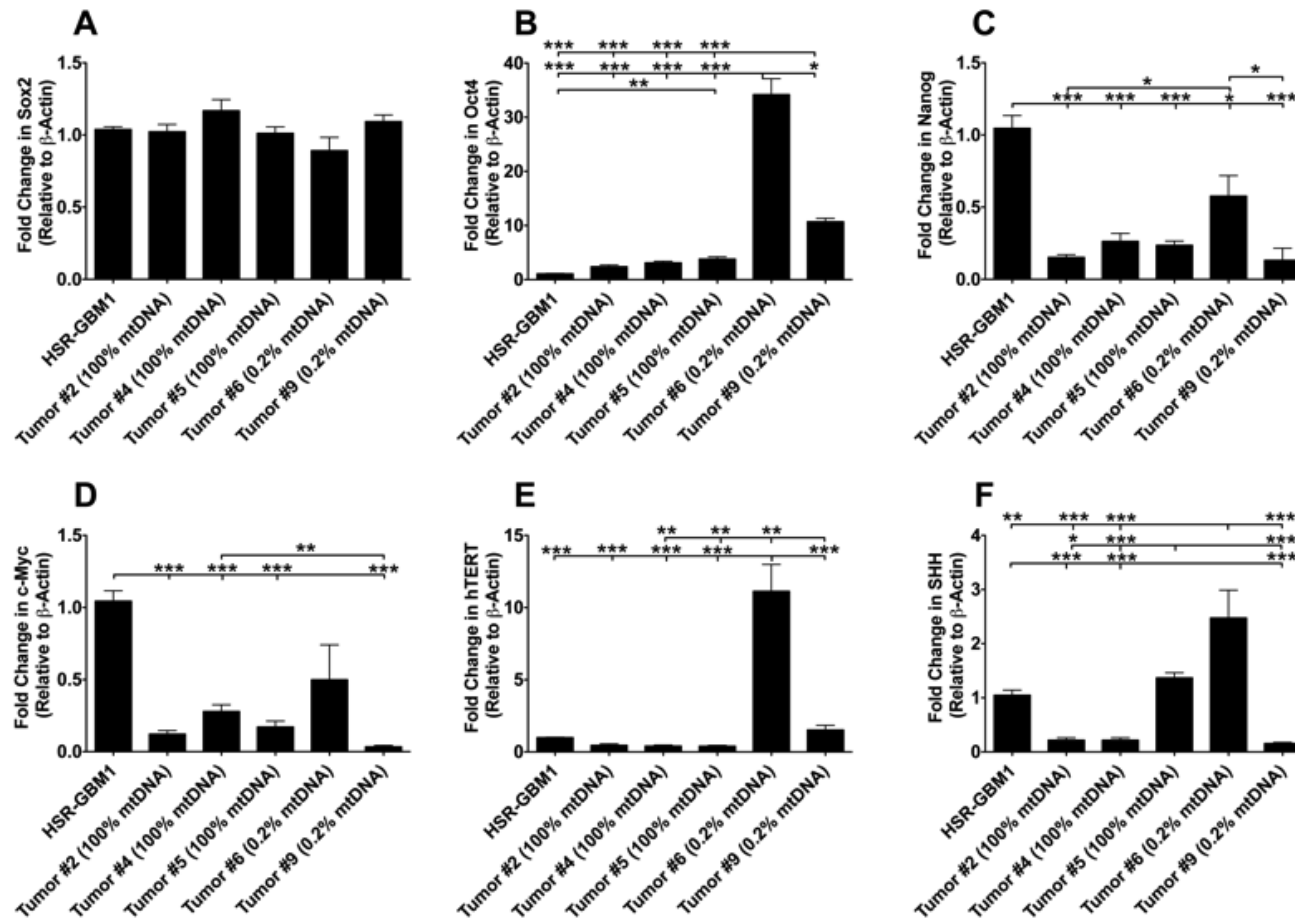 A
Fold Change in Sox2
(Relative to β-Actin)
1.5
1.0
0.5
0.0
HSR-GBM1
Tumor #2 (100% mtDNA)
Tumor #4 (100% mtDNA)
Tumor #5 (100% mtDNA)
Tumor #6 (0.2% mtDNA)
Tumor #9 (0.2% mtDNA)
B
Fold Change in Oct4
(Relative to β-Actin)
*** *** *** ***
*** *** *** *** *
**
40
30
20
10
0
HSR-GBM1
Tumor #2 (100% mtDNA)
Tumor #4 (100% mtDNA)
Tumor #5 (100% mtDNA)
Tumor #6 (0.2% mtDNA)
Tumor #9 (0.2% mtDNA)
C
Fold Change in Nanog
(Relative to β-Actin)
*
*
*** *** *** * ***
1.5
1.0
0.5
0.0
HSR-GBM1
Tumor #2 (100% mtDNA)
Tumor #4 (100% mtDNA)
Tumor #5 (100% mtDNA)
Tumor #6 (0.2% mtDNA)
Tumor #9 (0.2% mtDNA)
D
Fold Change in c-Myc
(Relative to β-Actin)
**
*** *** *** ***
1.5
1.0
0.5
0.0
HSR-GBM1
Tumor #2 (100% mtDNA)
Tumor #4 (100% mtDNA)
Tumor #5 (100% mtDNA)
Tumor #6 (0.2% mtDNA)
Tumor #9 (0.2% mtDNA)
E
Fold Change in hTERT
(Relative to β-Actin)
** ** **
*** *** *** *** ***
15
10
5
0
HSR-GBM1
Tumor #2 (100% mtDNA)
Tumor #4 (100% mtDNA)
Tumor #5 (100% mtDNA)
Tumor #6 (0.2% mtDNA)
Tumor #9 (0.2% mtDNA)
F
Fold Change in SHH
(Relative to β-Actin)
** *** *** ***
* *** ***
*** *** ***
4
3
2
1
0
HSR-GBM1
Tumor #2 (100% mtDNA)
Tumor #4 (100% mtDNA)
Tumor #5 (100% mtDNA)
Tumor #6 (0.2% mtDNA)
Tumor #9 (0.2% mtDNA)